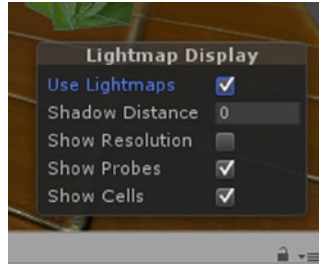 Lightmap Display
Use Lightmaps
Shadow Distance 0
Show Resolution
Show Probes
Show Cells